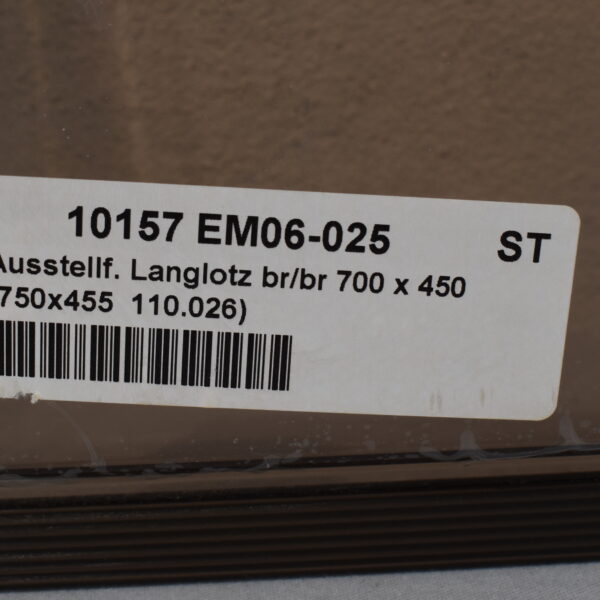 10157 EM06-025 ST
Ausstellf. Langlotz br/br 700 x 450
750x455 110.026)